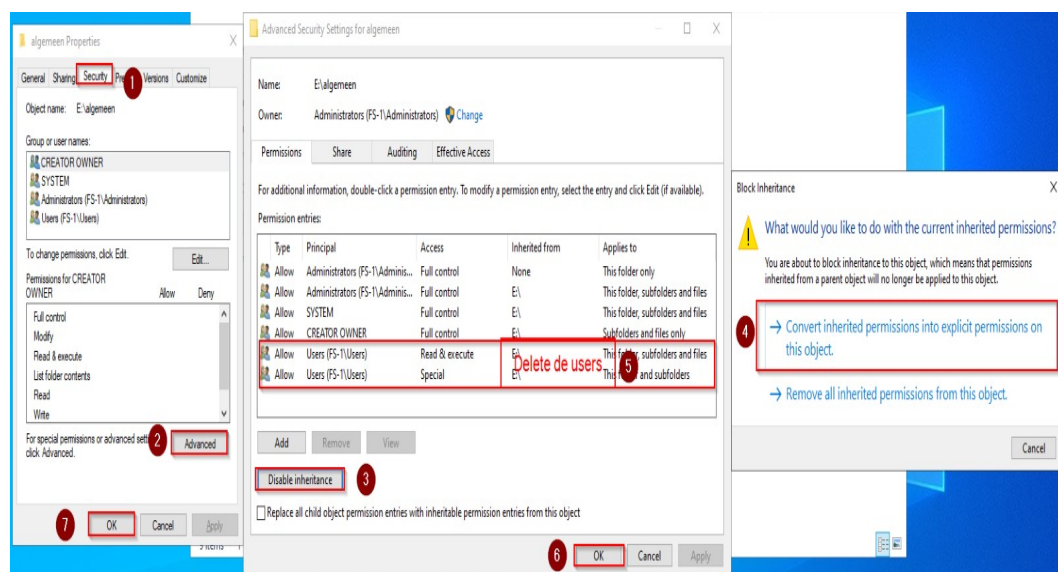 algemeen Properties
General Sharing Security Versions Customize
1
Object name: E:\algemeen
Group or user names:
CREATOR OWNER
SYSTEM
Administrators (FS-1\Administrators)
Users (FS-1\Users)
To change permissions, click Edit.
Edit...
Permissions for CREATOR
OWNER Allow Deny
Full control
Modify
Read & execute
List folder contents
Read
Write
For special permissions or advanced
click Advanced.
2
Advanced
7
OK Cancel Apply
Advanced Security Settings for algemeen
Name: E:\algemeen
Owner: Administrators (FS-1\Administrators) Change
Permissions Share Auditing Effective Access
For additional information, double-click a permission entry. To modify a permission entry, select the entry and click Edit (if available).
Permission entries:
Type Principal Access Inherited from Applies to
Allow Administrators (FS-1\Adminis... Full control None This folder only
Allow Administrators (FS-1\Adminis... Full control E:\ This folder, subfolders and files
Allow SYSTEM Full control E:\ This folder, subfolders and files
Allow CREATOR OWNER Full control E:\ Subfolders and files only
Allow Users (FS-1\Users) Read & execute E:\ This folder, subfolders and files
Allow Users (FS-1\Users) Special E:\ This and subfolders
Delete de users
5
Add Remove View
Disable inheritance
3
Replace all child object permission entries with inheritable permission entries from this object
6
OK Cancel Apply
Block Inheritance
What would you like to do with the current inherited permissions?
You are about to block inheritance to this object, which means that permissions
inherited from a parent object will no longer be applied to this object.
4
Convert inherited permissions into explicit permissions on
this object.
Remove all inherited permissions from this object.
Cancel